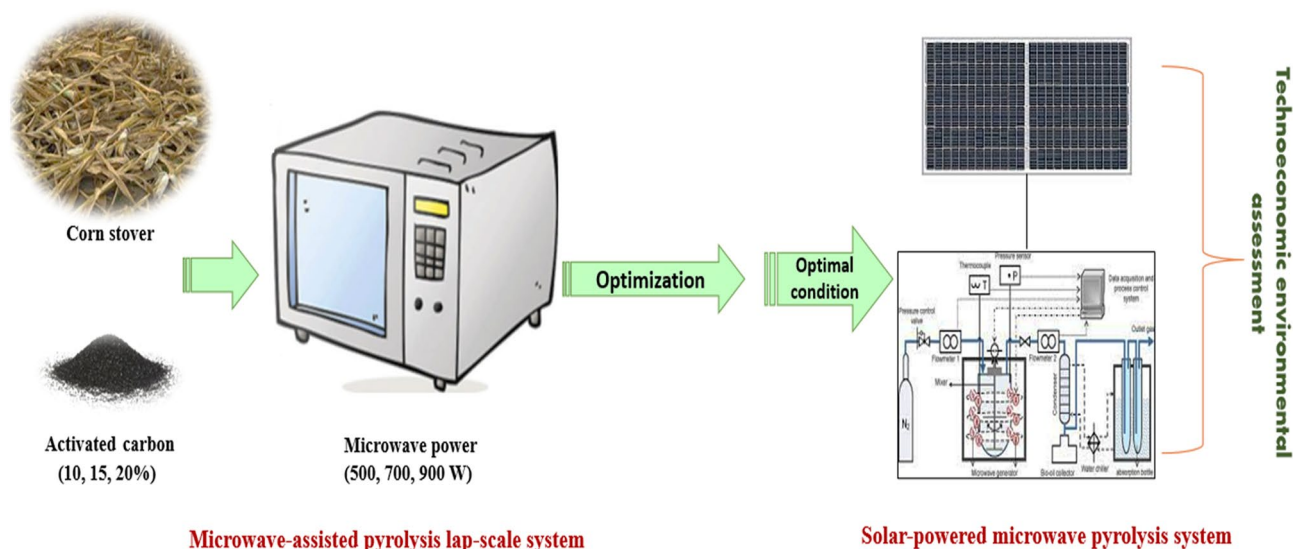 Corn stover
Activated carbon
(10, 15, 20%)
Microwave power
(500, 700, 900 W)
Microwave-assisted pyrolysis lap-scale system
Optimization
Optimal
condition
Pressure sensor
Thermocouple
P
T
Data acquisition and
process control
system
Pressure control
valve
Flowmeter 1
Flowmeter 2
Outlet gas
Mixer
Condenser
N₂
Microwave generator
Bio-oil collector
Water chiller
absorption bottle
Solar-powered microwave pyrolysis system
Technoeconomic environmental
assessment